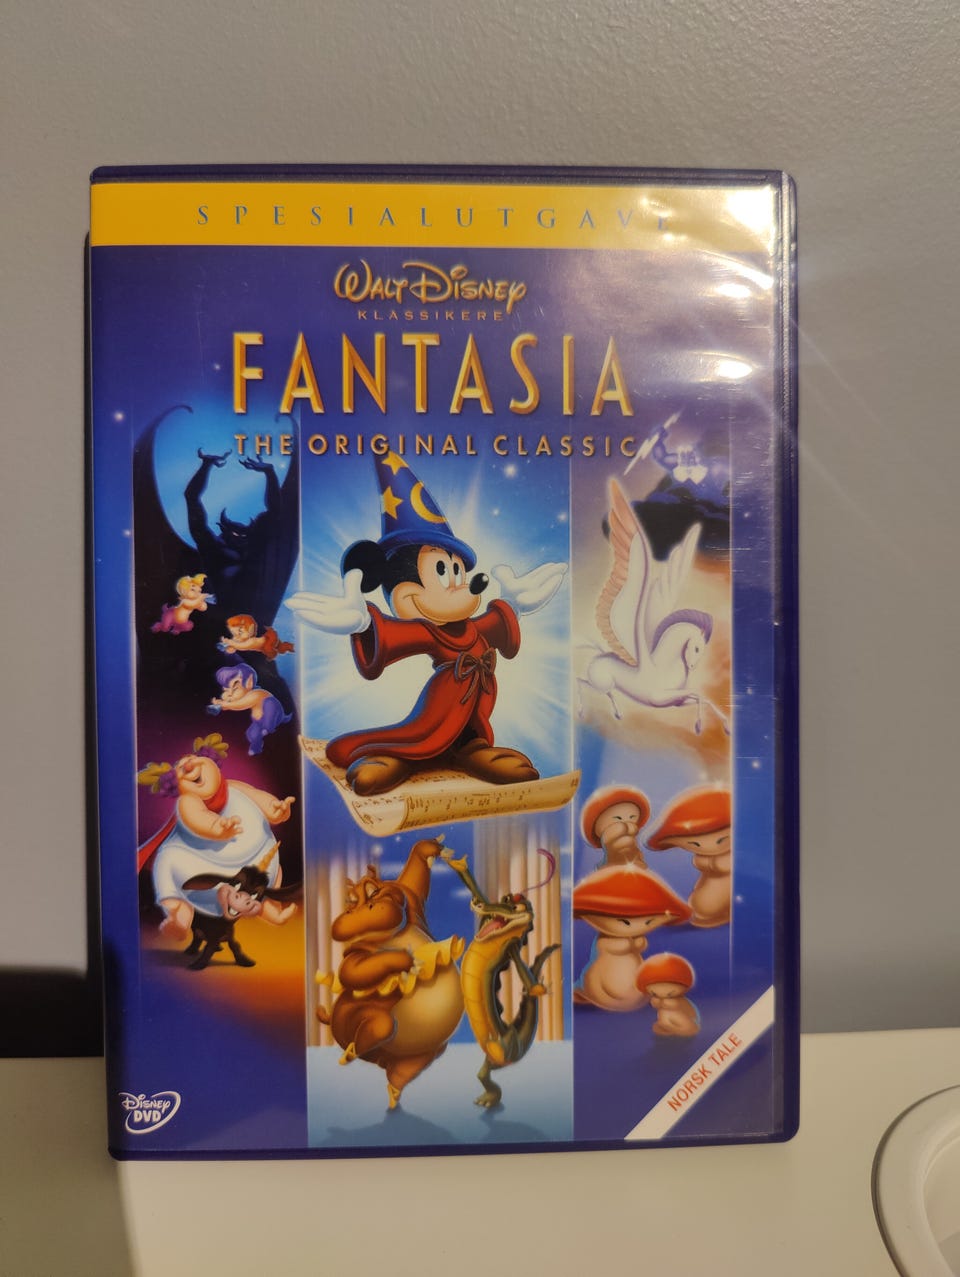 SPESIALUTGAVE
WALT DISNEY
KLASSIKERE
FANTASIA
THE ORIGINAL CLASSIC
NORSK TALE
DISNEY
DVD